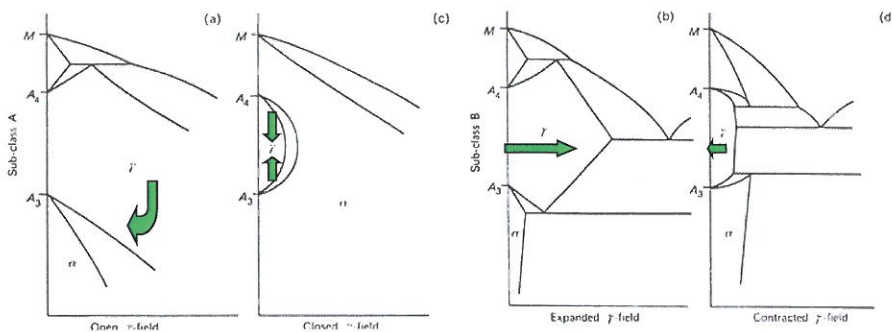 (a)
M
A4
Sub-class A
γ
A3
α
Open γ-field
(c)
M
A4
γ
A3
α
Closed γ-field
(b)
M
A4
Sub-class B
γ
A3
α
Expanded γ-field
(d
M
A4
γ
A3
α
Contracted γ-field